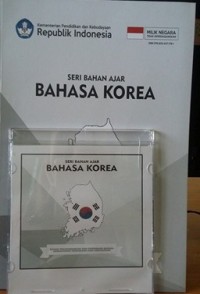 Kementerian Pendidikan dan Kebudayaan
Republik Indonesia
MILIK NEGARA
SERI BAHAN AJAR
BAHASA KOREA
SERI BAHAN AJAR
BAHASA KOREA